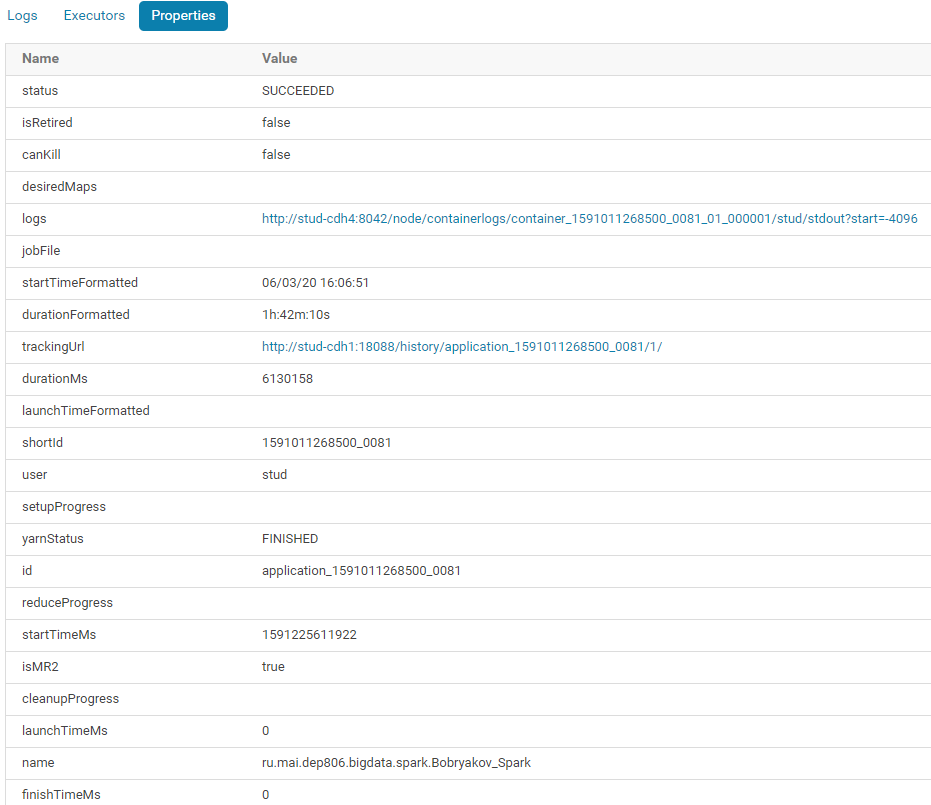 Logs Executors Properties
Name Value
status SUCCEEDED
isRetired false
canKill false
desiredMaps
logs http://stud-cdh4:8042/node/containerlogs/container_1591011268500_0081_01_000001/stud/stdout?start=-4096
jobFile
startTimeFormatted 06/03/20 16:06:51
durationFormatted 1h:42m:10s
trackingUrl http://stud-cdh1:18088/history/application_1591011268500_0081/1/
durationMs 6130158
launchTimeFormatted
shortId 1591011268500_0081
user stud
setupProgress
yarnStatus FINISHED
id application_1591011268500_0081
reduceProgress
startTimeMs 1591225611922
isMR2 true
cleanupProgress
launchTimeMs 0
name ru.mai.dep806.bigdata.spark.Bobryakov_Spark
finishTimeMs 0